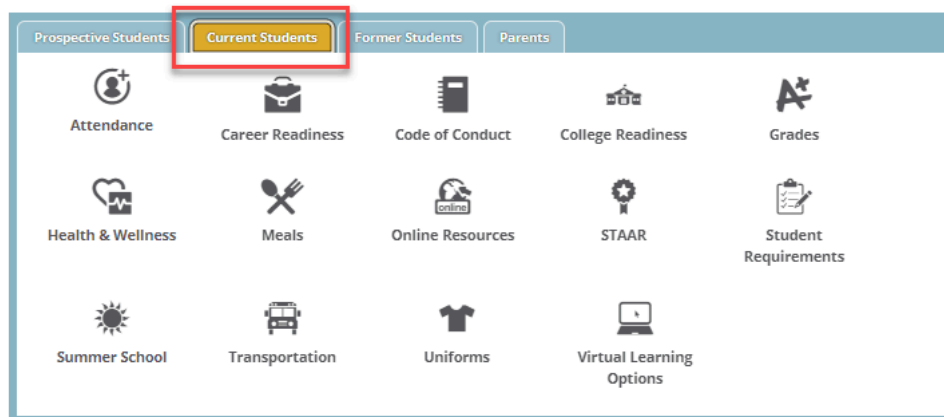 Prospective Students
Current Students
Former Students
Parents
Attendance
Career Readiness
Code of Conduct
College Readiness
Grades
Health & Wellness
Meals
online
Online Resources
STAAR
Student
Requirements
Summer School
Transportation
Uniforms
Virtual Learning
Options